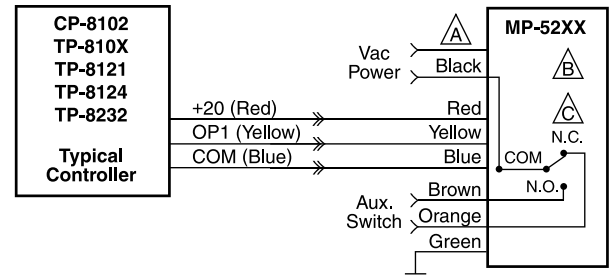 CP-8102
TP-810X
TP-8121
TP-8124
TP-8232
Typical
Controller
+20 (Red)
OP1 (Yellow)
COM (Blue)
Vac
Power
A
Black
Red
Yellow
Blue
Aux.
Switch
Brown
Orange
Green
MP-52XX
B
C
N.C.
COM
N.O.